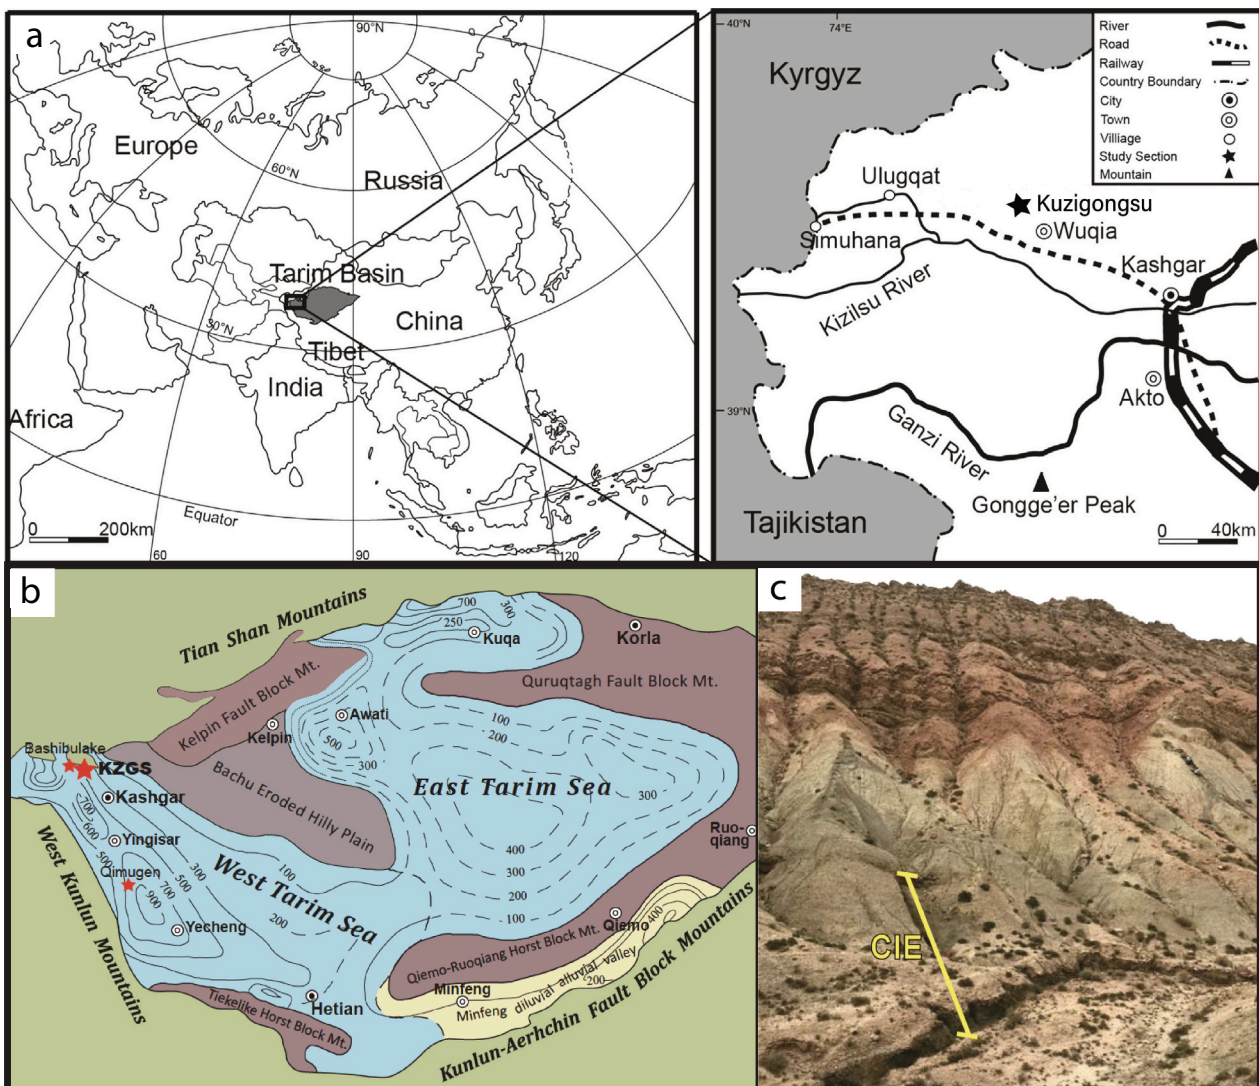 a
90°N
Europe
60°N
Russia
Tarim Basin
30°N
China
Tibet
India
Africa
Equator
0 200km
60
90
120
40°N
74°E
Kyrgyz
River
Road
Railway
Country Boundary
City
Town
Villiage
Study Section
Mountain
Ulugqat
Kuzigongsu
Simuhana
Wuqia
Kashgar
Kizilsu River
39°N
Akto
Ganzi River
Gongge'er Peak
Tajikistan
0 40km
b
Tian Shan Mountains
700
300
250
Kuqa
Korla
Kelpin Fault Block Mt.
Quruqtagh Fault Block Mt.
Awati
Kelpin
500
300
100
200
Bashibulake
KZGS
Bachu Eroded Hilly Plain
East Tarim Sea
300
Kashgar
700
600
Yingisar
500
300
500
700
100
Ruo-
qiang
Qimugen
900
West Tarim Sea
200
400
300
200
100
Yecheng
West Kunlun Mountains
Qiemo
400
Qiemo-Ruoqiang Horst Block Mt.
200
Minfeng
Minfeng diluvial alluvial valley
Hetian
Tiekelike Horst Block Mt.
Kunlun-Aerhchin Fault Block Mountains
c
CIE